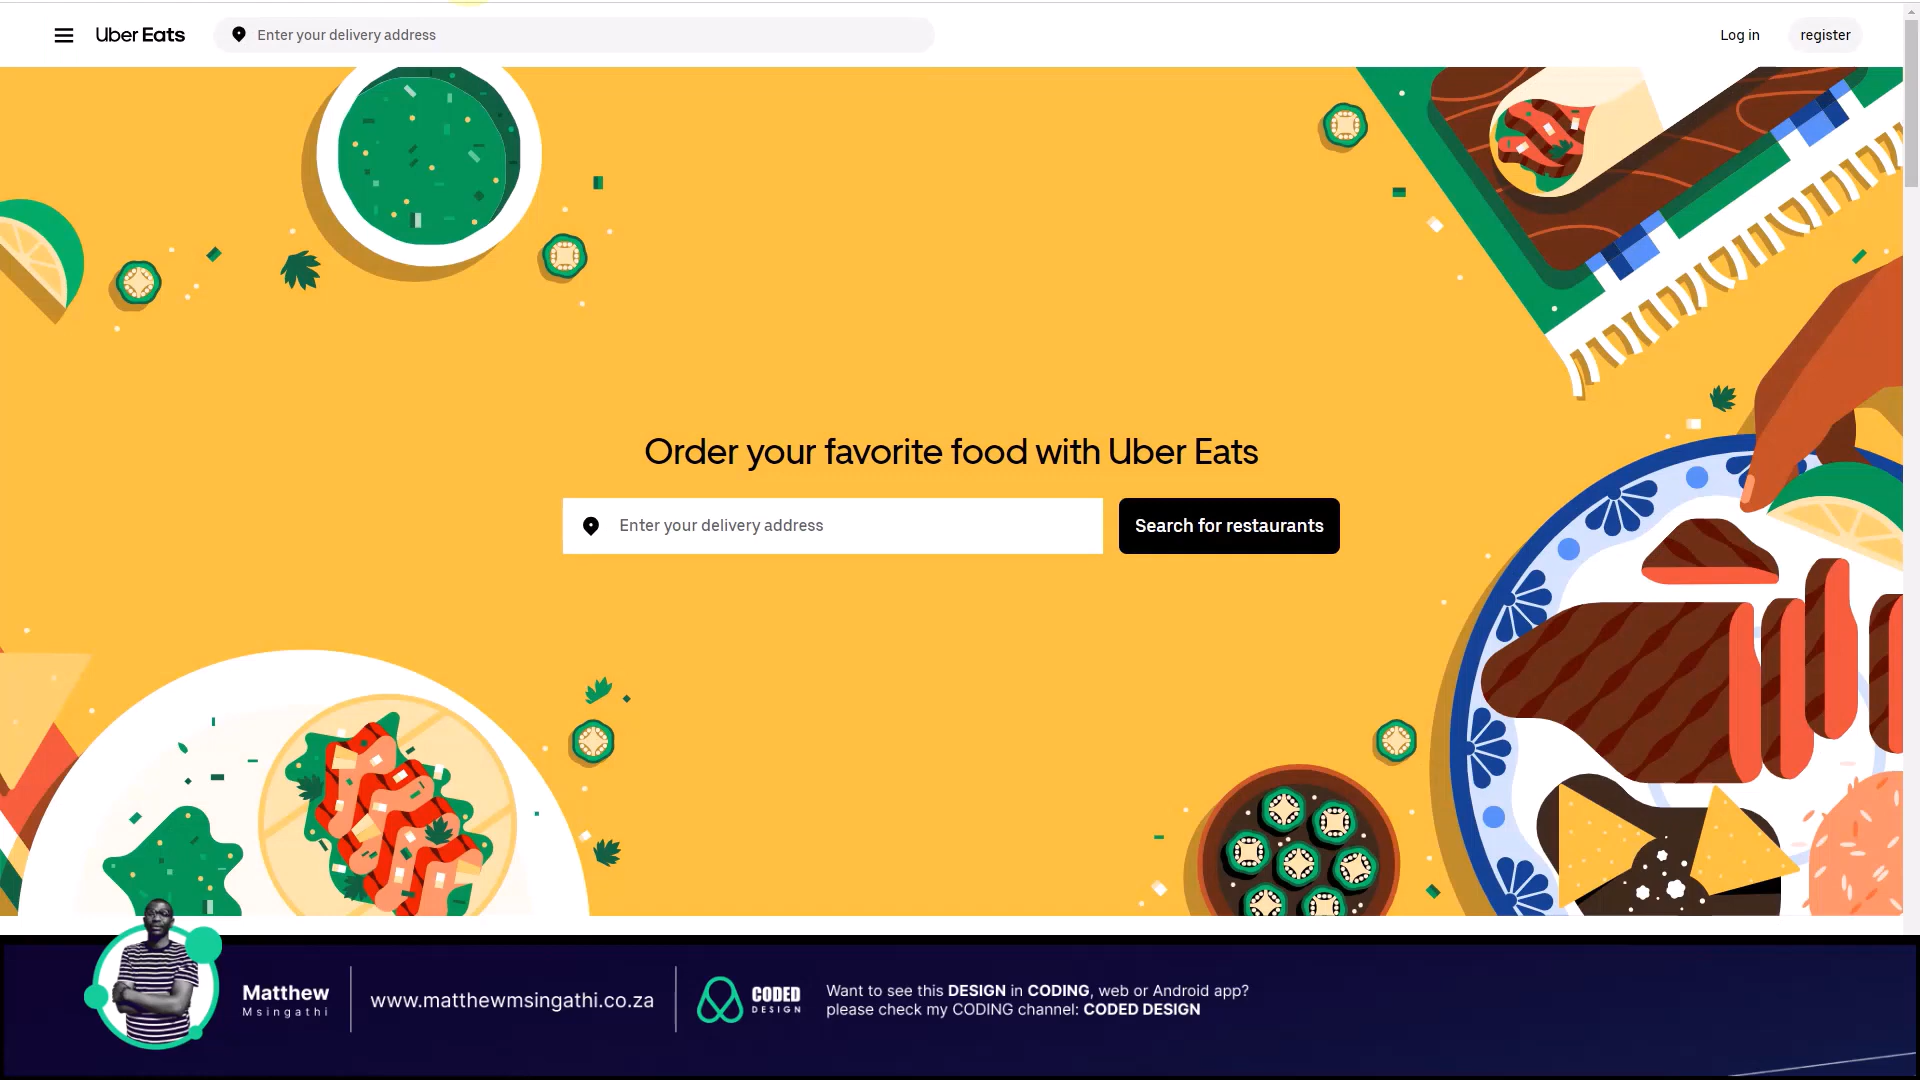 Uber Eats
Enter your delivery address
Log in
register
Order your favorite food with Uber Eats
Enter your delivery address
Search for restaurants
Matthew
Msingathi
www.matthewmsingathi.co.za
CODED
DESIGN
Want to see this DESIGN in CODING, web or Android app?
please check my CODING channel: CODED DESIGN